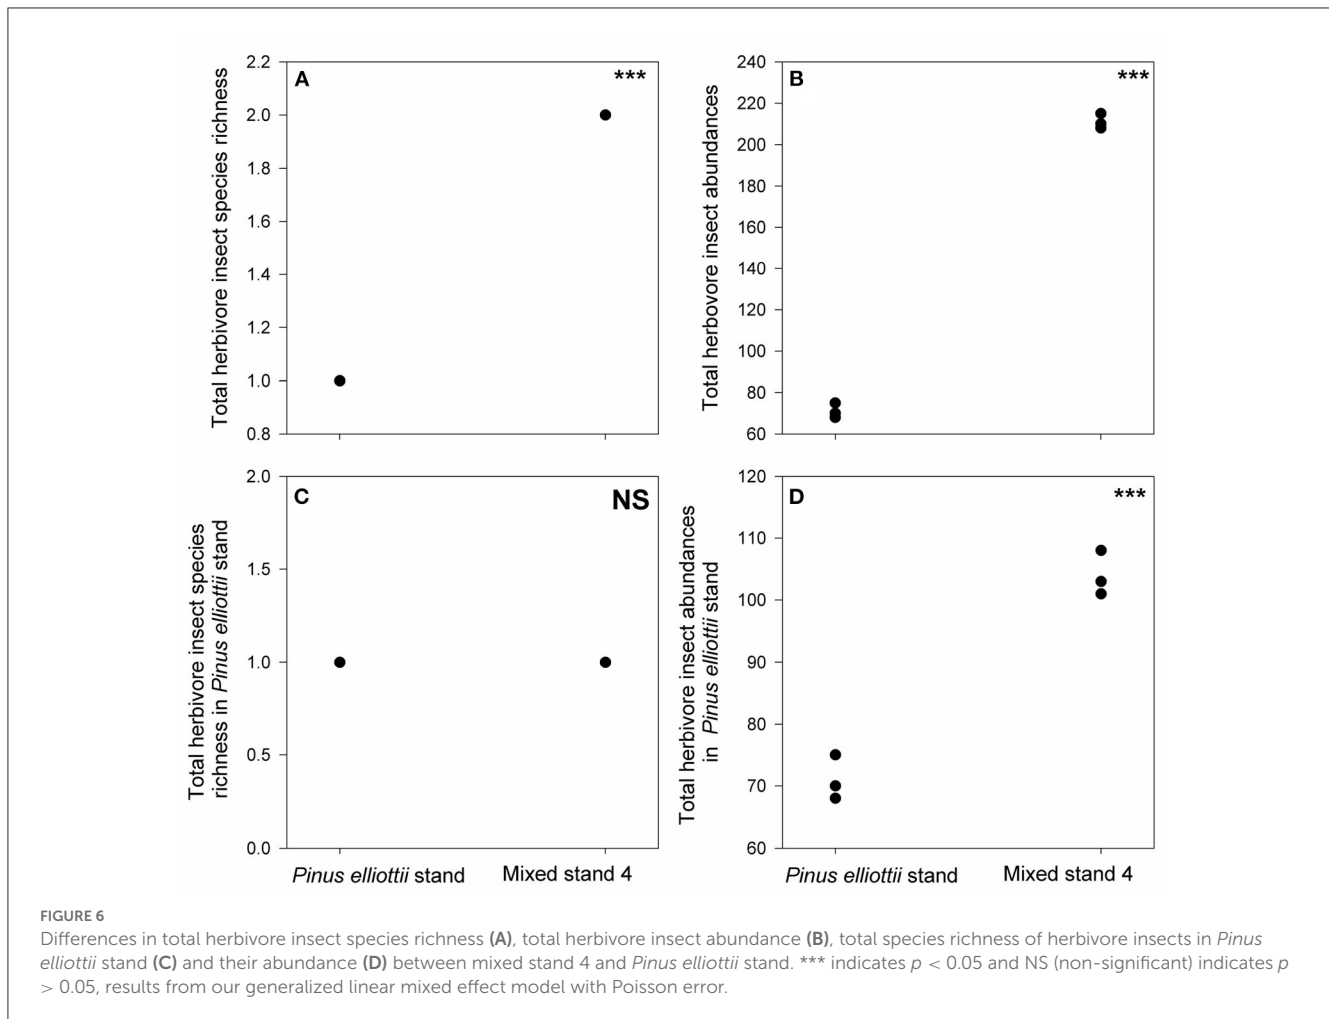 A
***
2.2
2.0
1.8
1.6
1.4
1.2
1.0
0.8
Total herbivore insect species richness
B
***
240
220
200
180
160
140
120
100
80
60
Total herbovore insect abundances
C
NS
2.0
1.5
1.0
0.5
0.0
Total herbivore insect species
richness in Pinus elliottii stand
Pinus elliottii stand
Mixed stand 4
D
***
120
110
100
90
80
70
60
Total herbivore insect abundances
in Pinus elliottii stand
Pinus elliottii stand
Mixed stand 4
FIGURE 6
Differences in total herbivore insect species richness (A), total herbivore insect abundance (B), total species richness of herbivore insects in Pinus
elliottii stand (C) and their abundance (D) between mixed stand 4 and Pinus elliottii stand. *** indicates p < 0.05 and NS (non-significant) indicates p
> 0.05, results from our generalized linear mixed effect model with Poisson error.